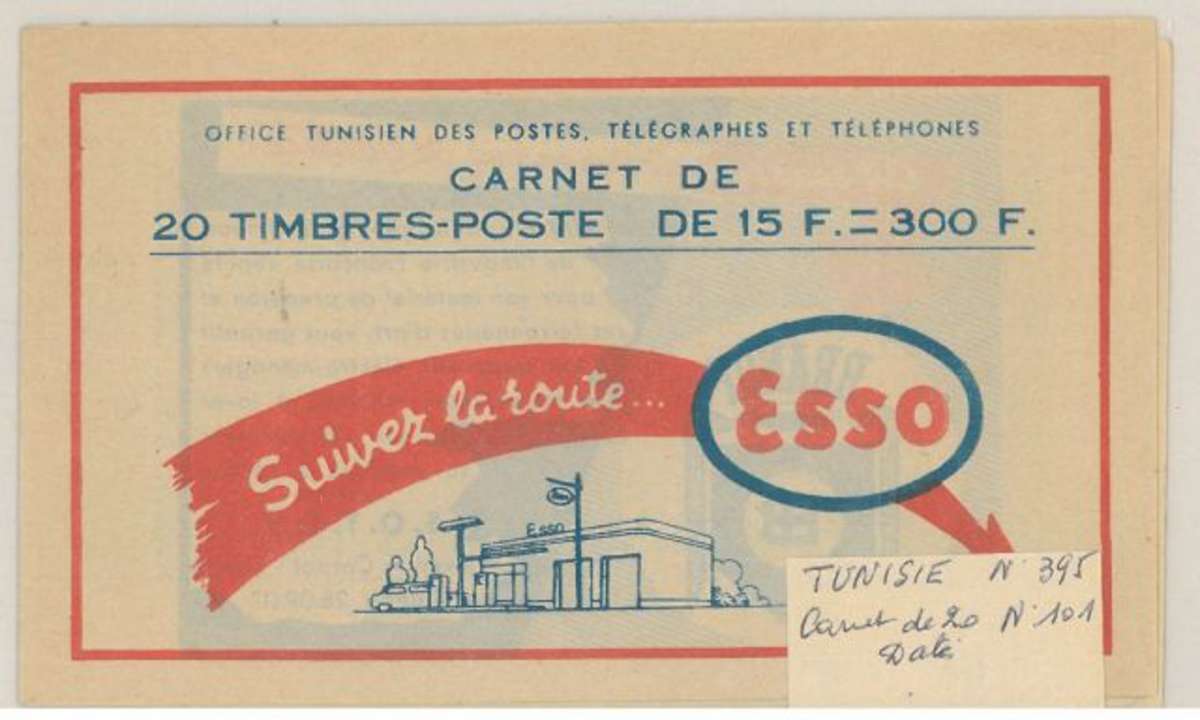 OFFICE TUNISIEN DES POSTES, TÉLÉGRAPHES ET TÉLÉPHONES
CARNET DE
20 TIMBRES-POSTE DE 15 F. = 300 F.
Suivez la route...
Esso
Esso
TUNISIE N° 395
Carnet de 20 N° 101
Daté